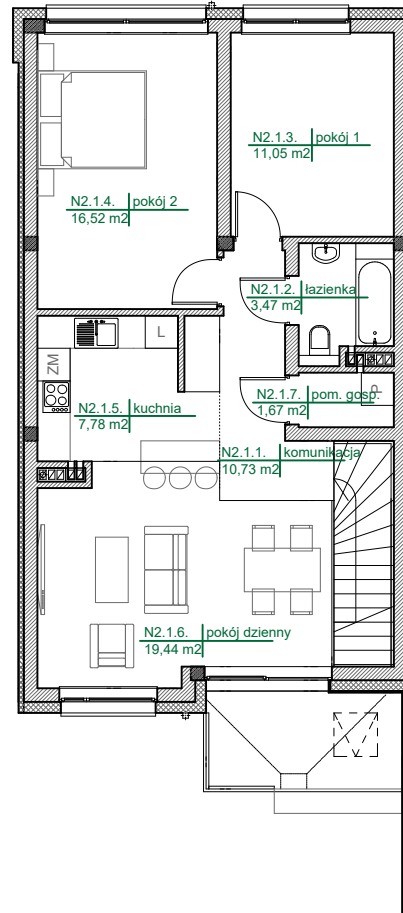 N2.1.3. pokój 1
11,05 m2
N2.1.4. pokój 2
16,52 m2
N2.1.2. łazienka
3,47 m2
L
ZM
P
N2.1.7. pom. gosp.
1,67 m2
N2.1.5. kuchnia
7,78 m2
N2.1.1. komunikacja
10,73 m2
N2.1.6. pokój dzienny
19,44 m2